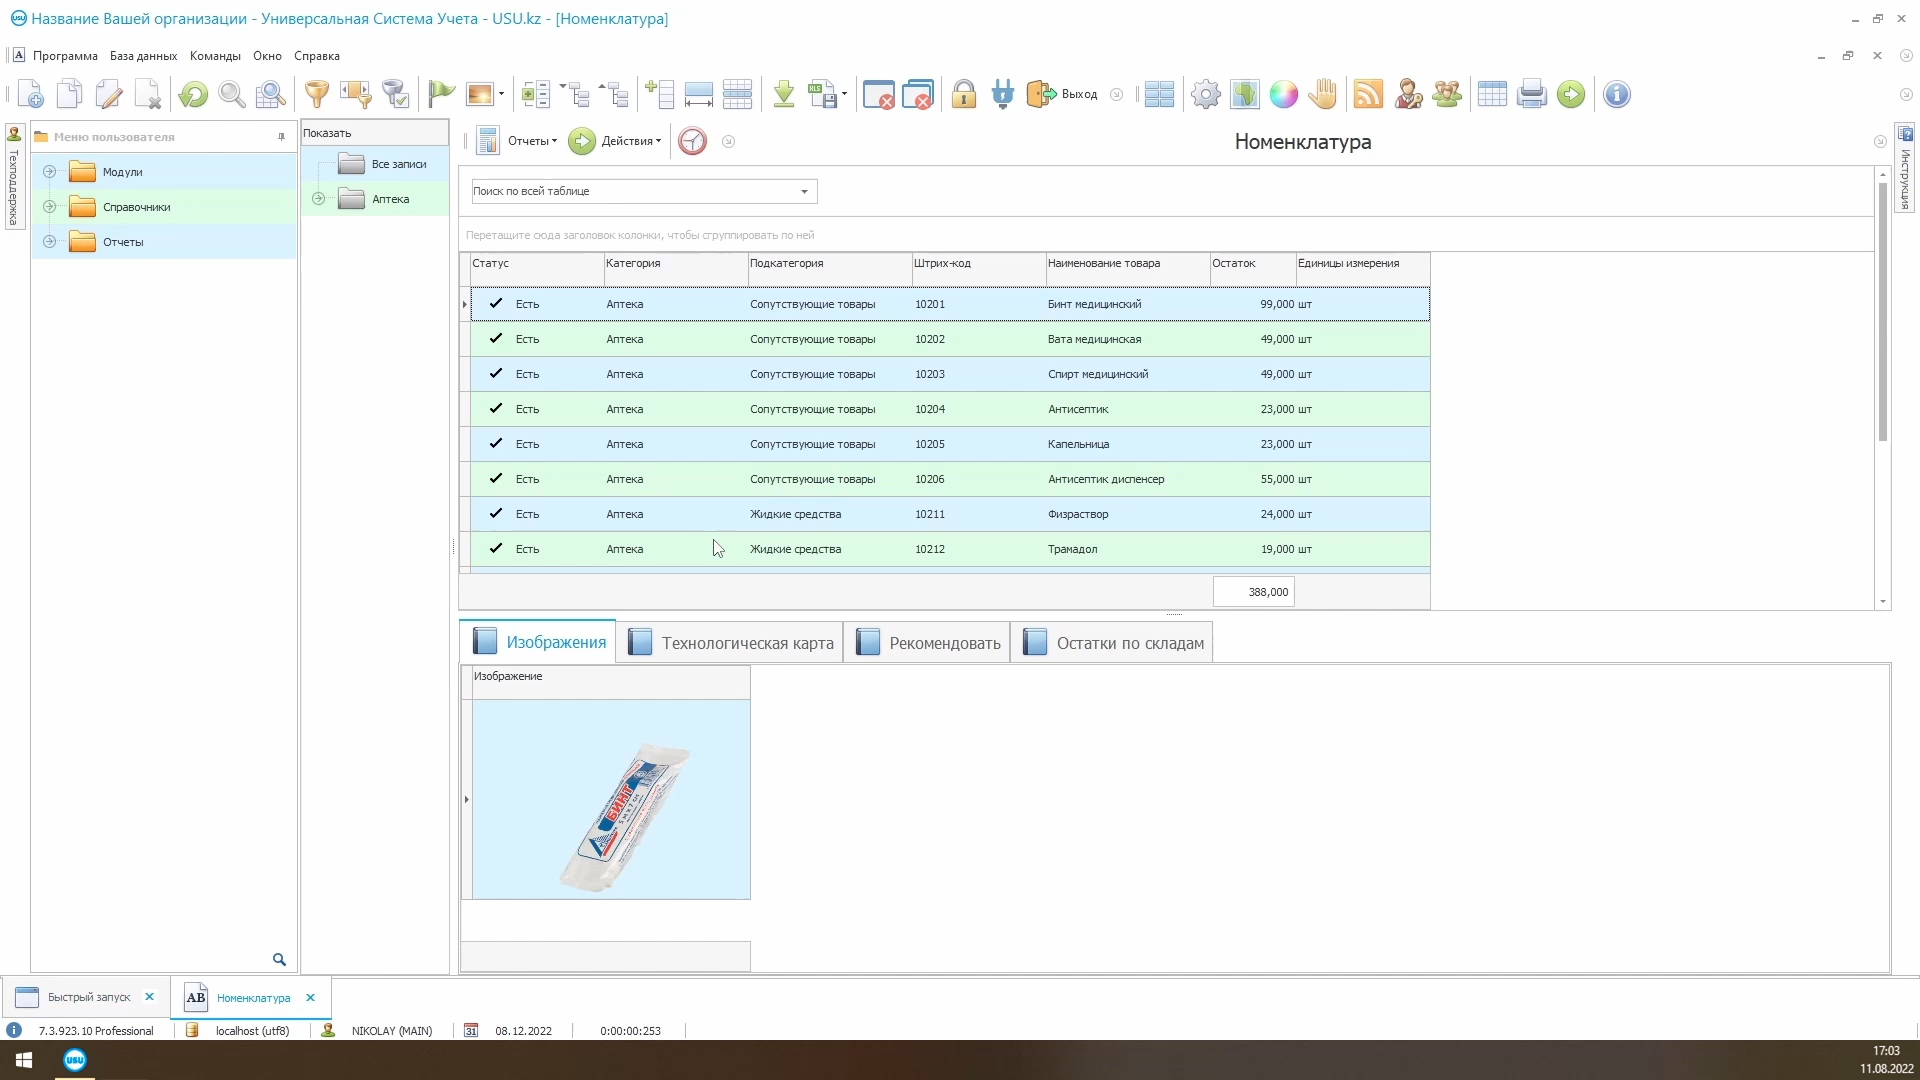 Название Вашей организации - Универсальная Система Учета - USU.kz - [Номенклатура]
Программа База данных Команды Окно Справка
Выход
Техподдержка
Меню пользователя
Модули
Справочники
Отчеты
Показать
Все записи
Аптека
Отчеты Действия Номенклатура
Инструкция
Поиск по всей таблице
Перетащите сюда заголовок колонки, чтобы сгруппировать по ней
Статус Категория Подкатегория Штрих-код Наименование товара Остаток Единицы измерения
Есть Аптека Сопутствующие товары 10201 Бинт медицинский 99,000 шт
Есть Аптека Сопутствующие товары 10202 Вата медицинская 49,000 шт
Есть Аптека Сопутствующие товары 10203 Спирт медицинский 49,000 шт
Есть Аптека Сопутствующие товары 10204 Антисептик 23,000 шт
Есть Аптека Сопутствующие товары 10205 Капельница 23,000 шт
Есть Аптека Сопутствующие товары 10206 Антисептик диспенсер 55,000 шт
Есть Аптека Жидкие средства 10211 Физраствор 24,000 шт
Есть Аптека Жидкие средства 10212 Трамадол 19,000 шт
388,000
Изображения Технологическая карта Рекомендовать Остатки по складам
Изображение
БИНТ
5 м х 7 см
Быстрый запуск Номенклатура
7.3.923.10 Professional localhost (utf8) NIKOLAY (MAIN) 08.12.2022 0:00:00:253
USU
17:03
11.08.2022